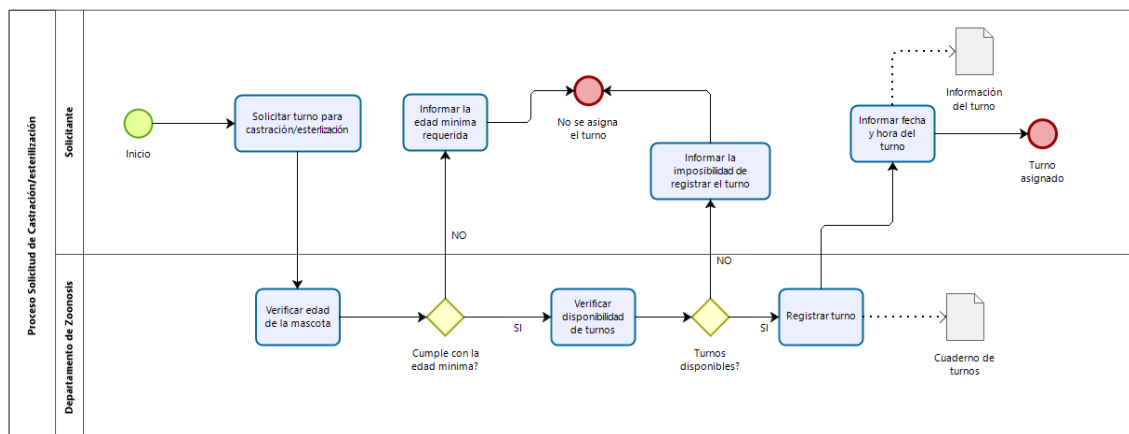 Proceso Solicitud de Castración/esterilización
Solicitante
Inicio
Solicitar turno para
castración/esterlización
Informar la
edad minima
requerida
No se asigna
el turno
Informar la
imposibilidad de
registrar el turno
Informar fecha
y hora del
turno
Información
del turno
Turno
asignado
NO
NO
Departamento de Zoonosis
Verificar edad
de la mascota
Cumple con la
edad minima?
SI
Verificar
disponibilidad
de turnos
Turnos
disponibles?
SI
Registrar turno
Cuaderno de
turnos